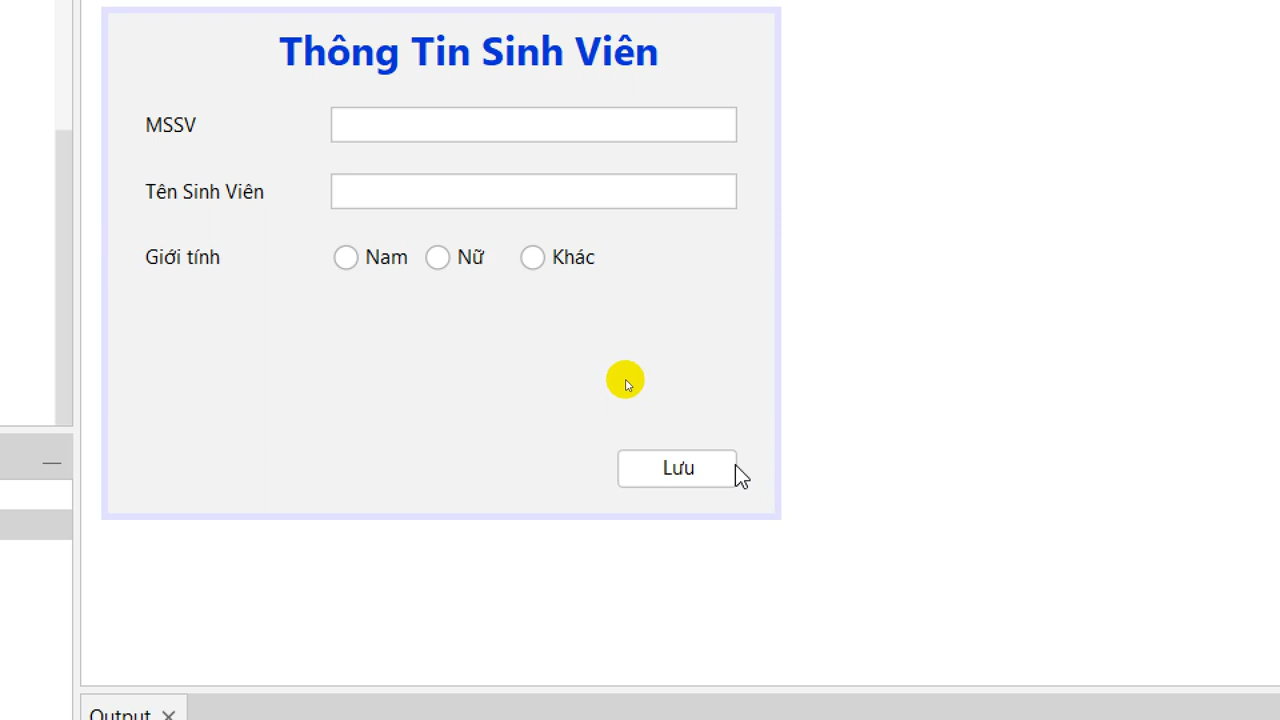 Thông Tin Sinh Viên
MSSV
Tên Sinh Viên
Giới tính
Nam
Nữ
Khác
Lưu
Output